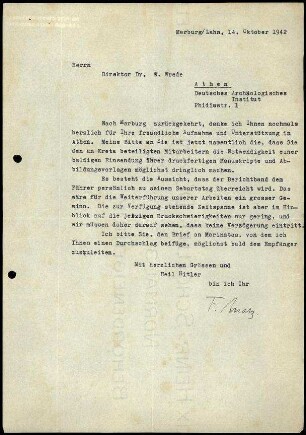 Marburg/Lahn, 14. Oktober 1942
Herrn
Direktor Dr. W. Wrede
Athen
Deutsches Archäologisches
Institut
Phidiasstr. 1
Nach Marburg zurückgekehrt, danke ich Ihnen nochmals
herzlich für Ihre freundliche Aufnahme und Unterstützung in
Athen. Meine Bitte an Sie ist jetzt namentlich die, dass Sie
den an Kreta beteiligten Mitarbeitern die Notwendigkeit einer
baldigen Einsendung ihrer druckfertigen Manuskripte und Ab-
bildungsvorlagen möglichst dringlich machen.
Es besteht die Aussicht, dass der Berichtband dem
Führer persönlich zu seinem Geburtstag überreicht wird. Das
wäre für die Weiterführung unserer Arbeiten ein grosser Ge-
winn. Die zur Verfügung stehende Zeitspanne ist aber im Hin-
blick auf die jetzigen Druckschwierigkeiten nur gering, und
wir müssen daher darauf sehen, dass keine Verzögerung eintritt.
Ich bitte Sie, den Brief an Marinatos, von dem ich
Ihnen einen Durchschlag beifüge, möglichst bald dem Empfänger
zuzuleiten.
Mit herzlichen Grüssen und
Heil Hitler
bin ich Ihr
F.